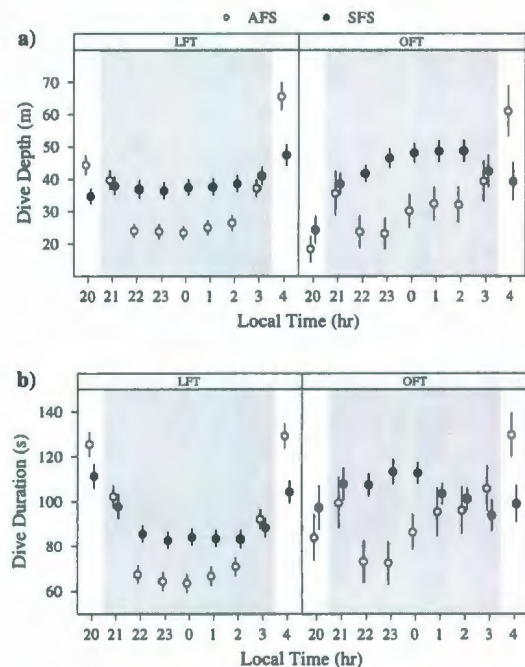 AFS SFS
a)
LFT OFT
70
60
50
40
30
20
Dive Depth (m)
20 21 22 23 0 1 2 3 4 20 21 22 23 0 1 2 3 4
Local Time (hr)
b)
LFT OFT
140
120
100
80
60
Dive Duration (s)
20 21 22 23 0 1 2 3 4 20 21 22 23 0 1 2 3 4
Local Time (hr)